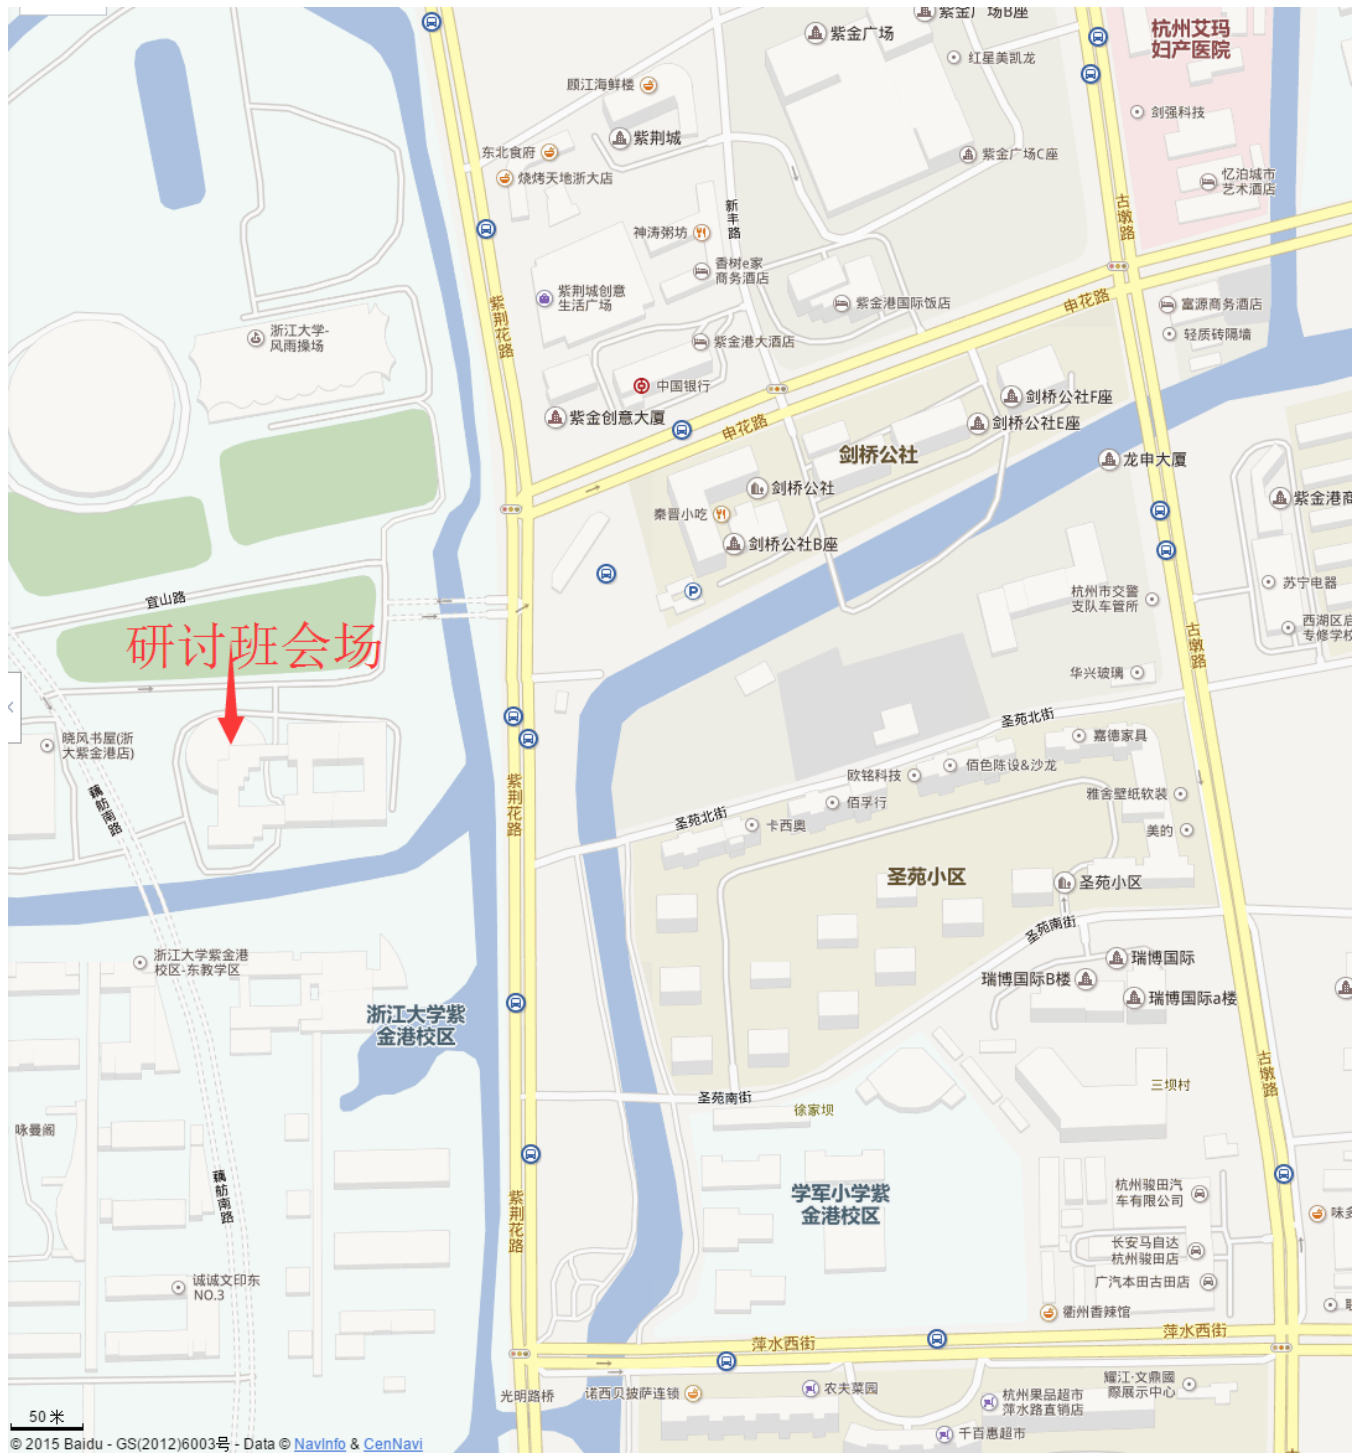 紫金广场B座
紫金广场
红星美凯龙
杭州艾玛
妇产医院
顾江海鲜楼
剑强科技
紫荆城
东北食府
紫金广场C座
烧烤天地浙大店
忆泊城市
艺术酒店
新丰路
古墩路
神涛粥坊
香树e家
商务酒店
紫荆城创意
生活广场
紫金港国际饭店
申花路
富源商务酒店
浙江大学-
风雨操场
紫荆花路
紫金港大酒店
轻质砖隔墙
中国银行
剑桥公社F座
紫金创意大厦
申花路
剑桥公社E座
剑桥公社
龙申大厦
剑桥公社
紫金港商
秦晋小吃
剑桥公社B座
P
苏宁电器
宜山路
杭州市交警
支队车管所
西湖区启
专修学校
古墩路
研讨班会场
华兴玻璃
圣苑北街
晓风书屋(浙
大紫金港店)
嘉德家具
佰色陈设&沙龙
欧铭科技
藕舫南路
紫荆花路
雅舍壁纸软装
佰孚行
圣苑北街
卡西奥
美的
圣苑小区
圣苑小区
圣苑南街
浙江大学紫金港
校区-东教学区
瑞博国际
瑞博国际B楼
瑞博国际a楼
浙江大学紫
金港校区
古墩路
三坝村
圣苑南街
徐家坝
咏曼阁
藕舫南路
紫荆花路
学军小学紫
金港校区
杭州骏田汽
车有限公司
味多
长安马自达
杭州骏田店
诚诚文印东
NO.3
广汽本田古田店
衢州香辣馆
萍水西街
萍水西街
光明路桥
诺西贝披萨连锁
农夫菜园
杭州果品超市
萍水路直销店
耀江·文鼎國
際展示中心
千百惠超市
50 米
© 2015 Baidu - GS(2012)6003号 - Data © NavInfo & CenNavi